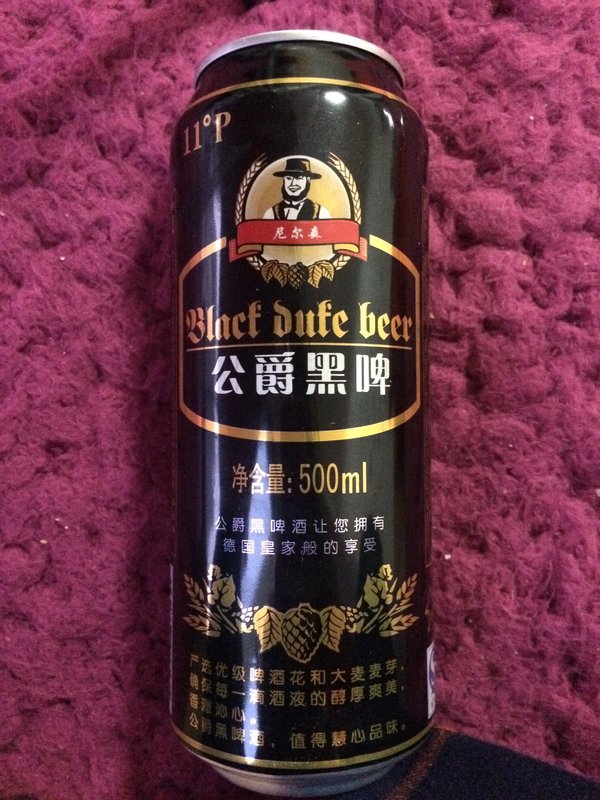 11°P
尼尔森
Black duke beer
公爵黑啤
净含量: 500ml
公爵黑啤酒让您拥有
德国皇家般的享受
严选优级啤酒花和大麦麦芽,
确保每一滴酒液的醇厚爽美,
香冰沁心。
公爵黑啤酒, 值得慧心品味。